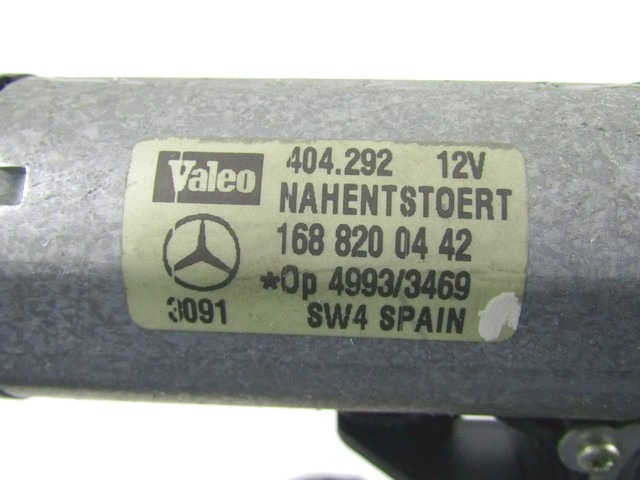 Valeo 404.292 12V
NAHENTSTOERT
168 820 04 42
*Op 4993/3469
3091 SW4 SPAIN